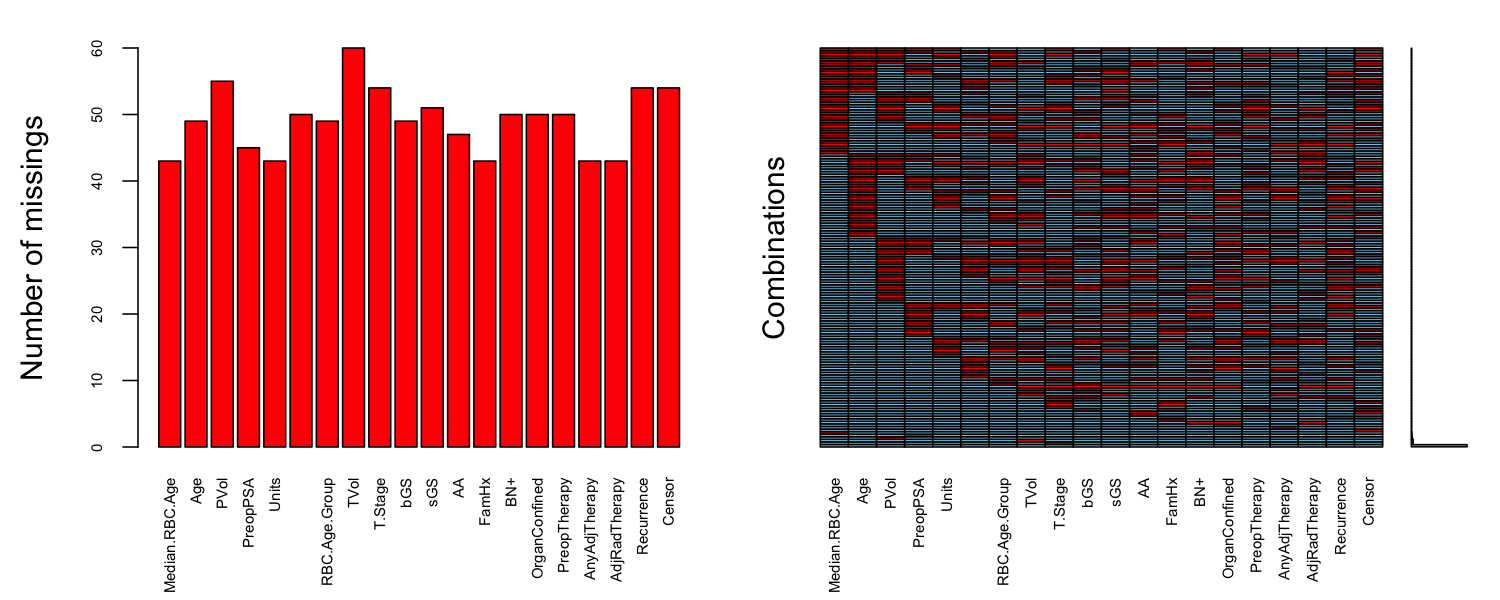 Number of missings
60
50
40
30
20
10
0
Median.RBC.Age
Age
PVol
PreopPSA
Units
RBC.Age.Group
TVol
T.Stage
bGS
sGS
AA
FamHx
BN+
OrganConfined
PreopTherapy
AnyAdjTherapy
AdjRadTherapy
Recurrence
Censor
Combinations
Median.RBC.Age
Age
PVol
PreopPSA
Units
RBC.Age.Group
TVol
T.Stage
bGS
sGS
AA
FamHx
BN+
OrganConfined
PreopTherapy
AnyAdjTherapy
AdjRadTherapy
Recurrence
Censor